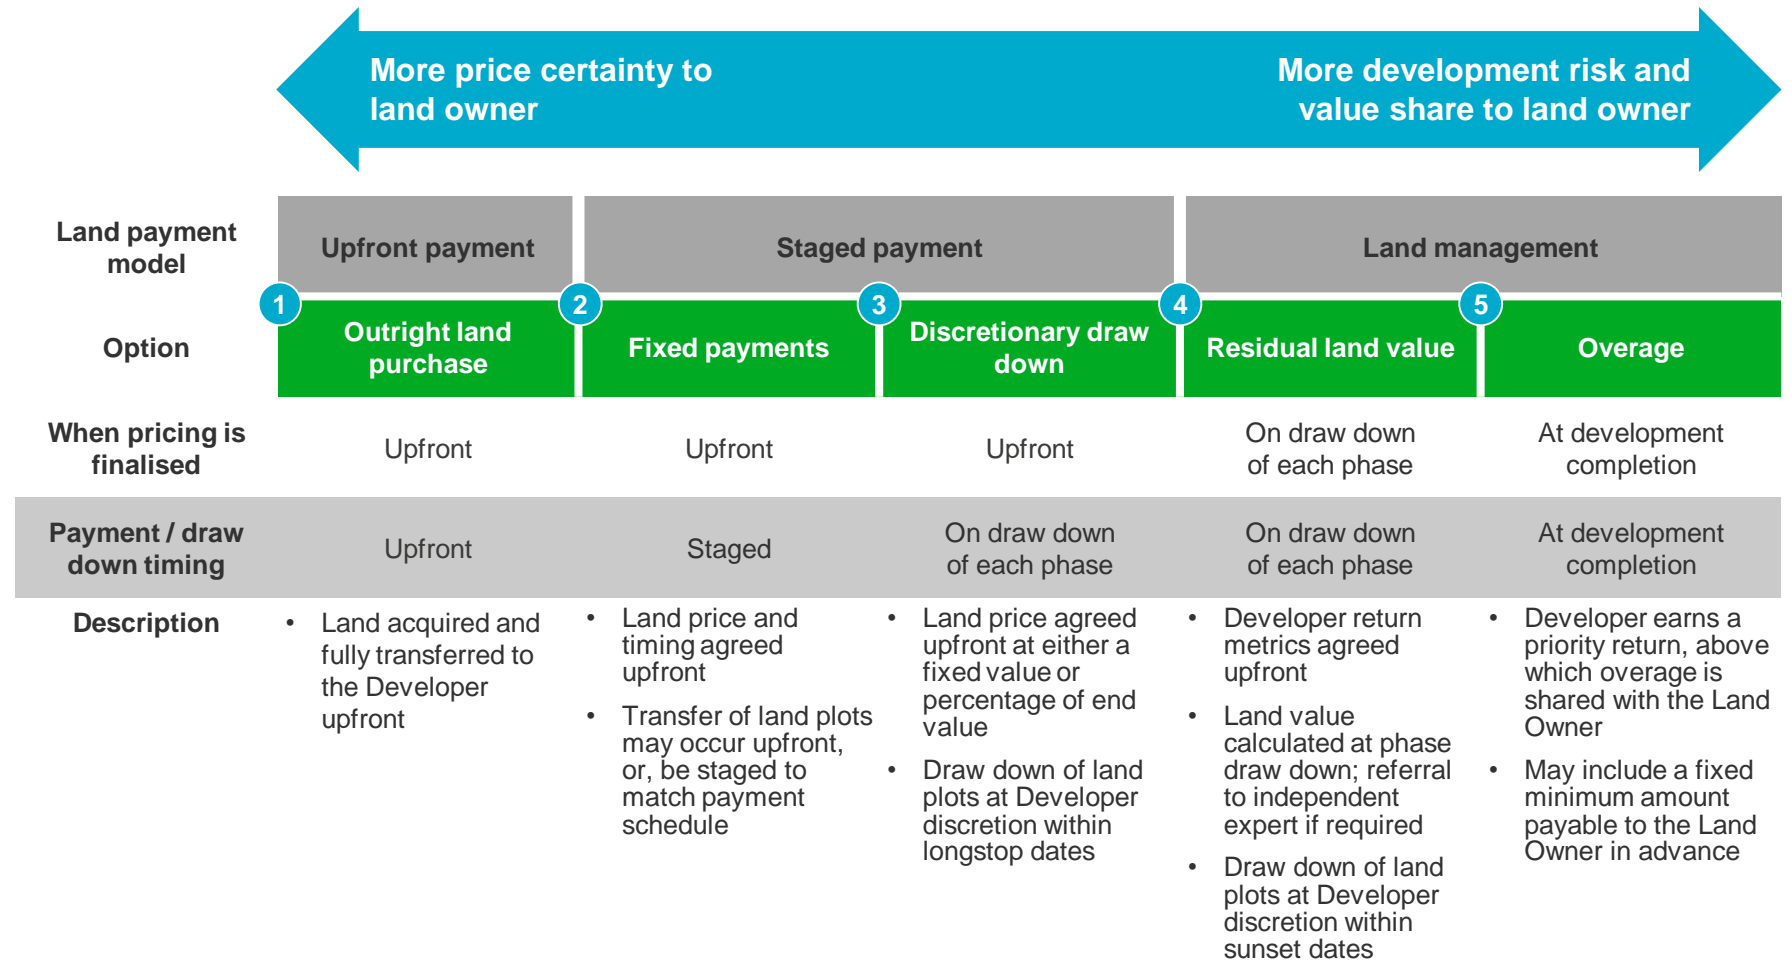 More price certainty to
land owner
More development risk and
value share to land owner
Land payment
model
Upfront payment
Staged payment
Land management
1
2
3
4
5
Option
Outright land
purchase
Fixed payments
Discretionary draw
down
Residual land value
Overage
When pricing is
finalised
Upfront
Upfront
Upfront
On draw down
of each phase
At development
completion
Payment / draw
down timing
Upfront
Staged
On draw down
of each phase
On draw down
of each phase
At development
completion
Description
• Land acquired and
fully transferred to
the Developer
upfront
• Land price and
timing agreed
upfront
• Transfer of land plots
may occur upfront,
or, be staged to
match payment
schedule
• Land price agreed
upfront at either a
fixed value or
percentage of end
value
• Draw down of land
plots at Developer
discretion within
longstop dates
• Developer return
metrics agreed
upfront
• Land value
calculated at phase
draw down; referral
to independent
expert if required
• Draw down of land
plots at Developer
discretion within
sunset dates
• Developer earns a
priority return, above
which overage is
shared with the Land
Owner
• May include a fixed
minimum amount
payable to the Land
Owner in advance